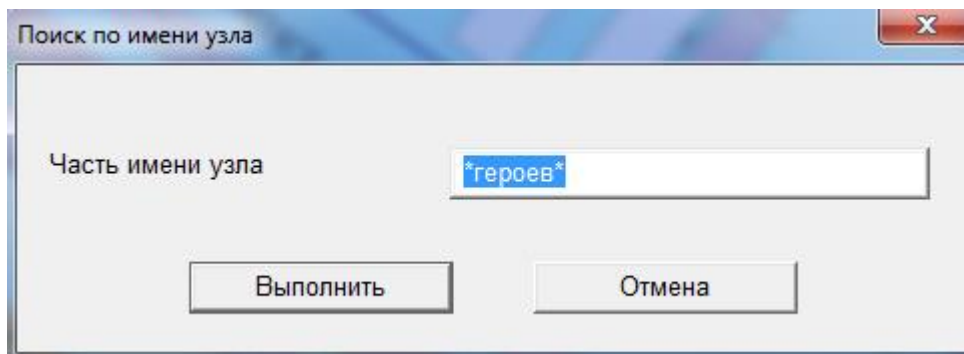 Поиск по имени узла
Часть имени узла
*героев*
Выполнить
Отмена